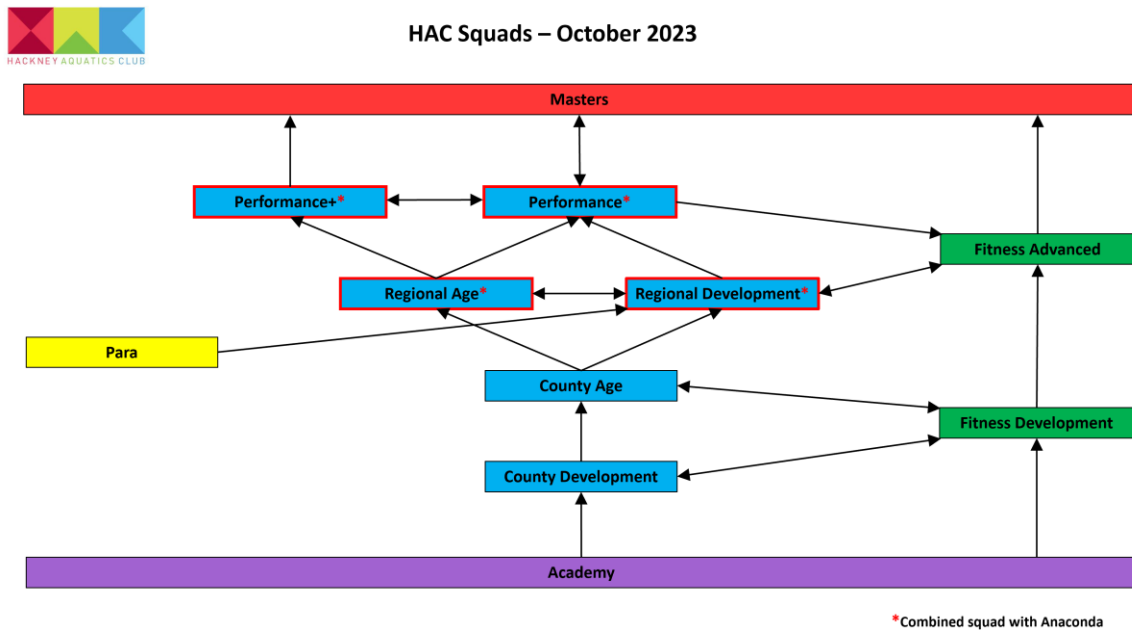 HACKNEY AQUATICS CLUB
HAC Squads – October 2023
Masters
Performance+*
Performance*
Fitness Advanced
Regional Age*
Regional Development*
Para
County Age
Fitness Development
County Development
Academy
*Combined squad with Anaconda